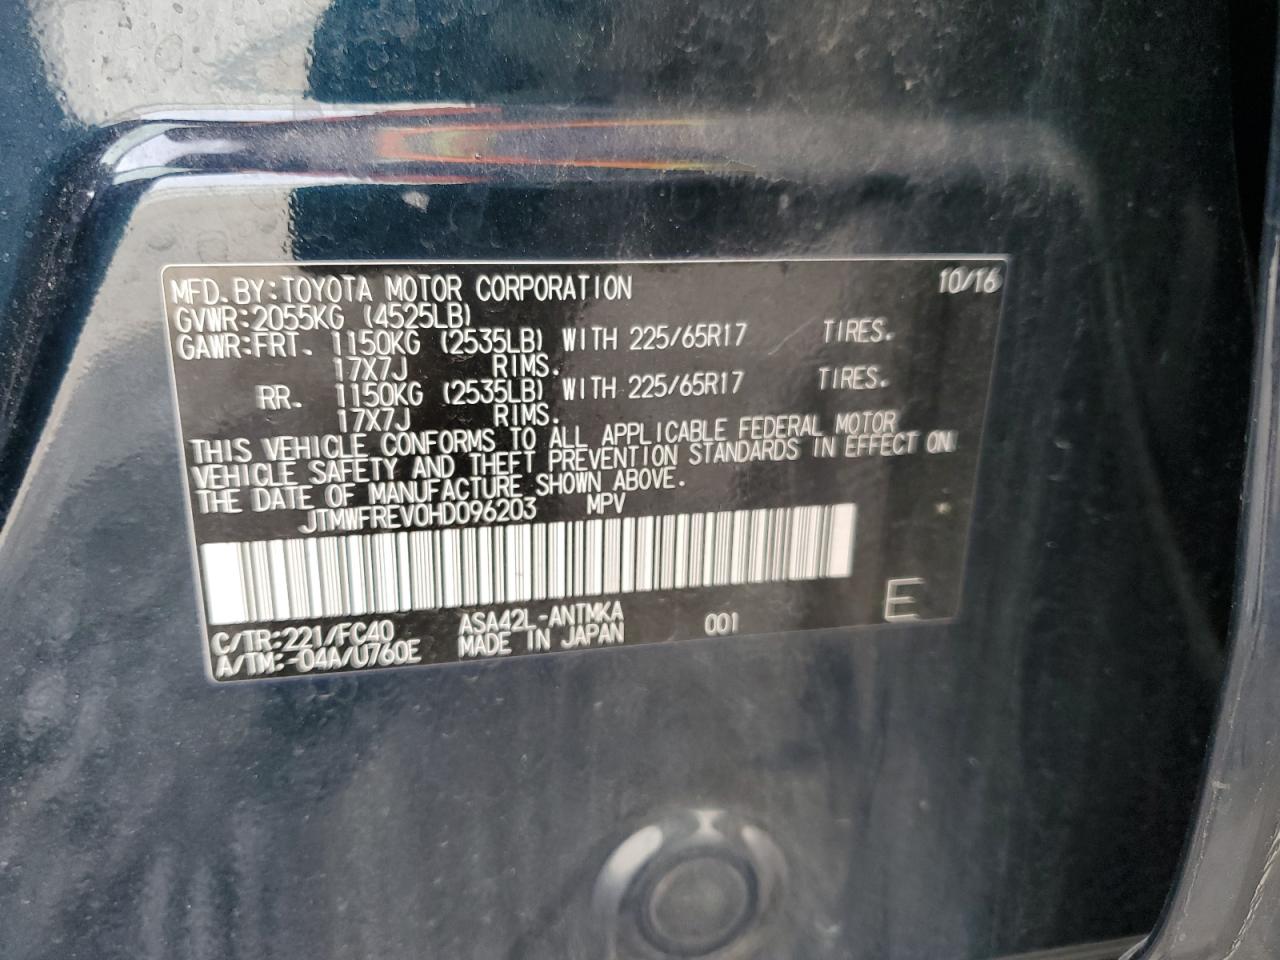 MFD. BY:TOYOTA MOTOR CORPORATION 10/16
GVWR:2055KG (4525LB)
GAWR:FRT. 1150KG (2535LB) WITH 225/65R17 TIRES.
17X7J RIMS.
RR. 1150KG (2535LB) WITH 225/65R17 TIRES.
17X7J RIMS.
THIS VEHICLE CONFORMS TO ALL APPLICABLE FEDERAL MOTOR
VEHICLE SAFETY AND THEFT PREVENTION STANDARDS IN EFFECT ON
THE DATE OF MANUFACTURE SHOWN ABOVE.
JTMWFREV0HD096203 MPV
E
C/TR:221/FC40 ASA42L-ANTMKA 001
A/TM:-04A/U760E MADE IN JAPAN